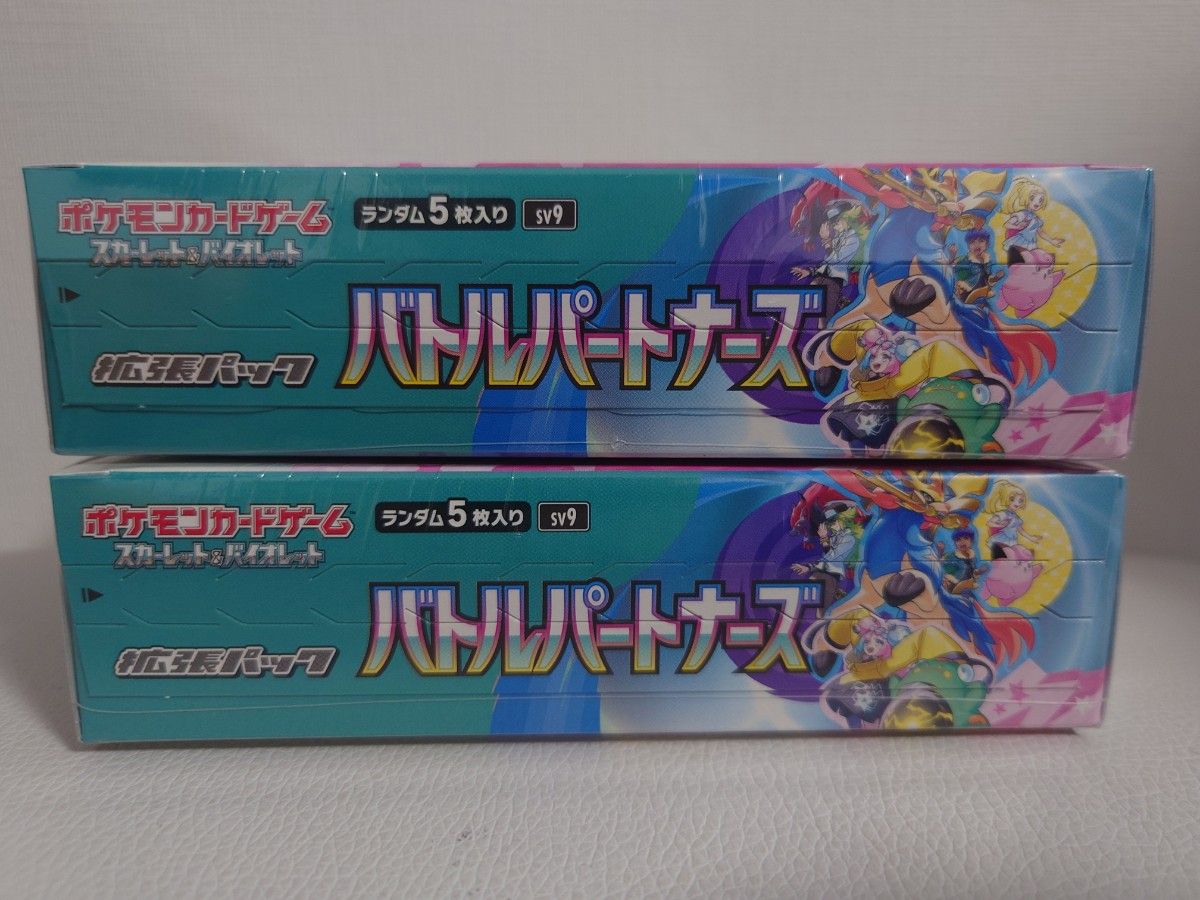 ポケモンカードゲーム
スカーレット&バイオレット
ランダム5枚入り sv9
拡張パック
バトルパートナーズ
ポケモンカードゲーム
スカーレット&バイオレット
ランダム5枚入り sv9
拡張パック
バトルパートナーズ